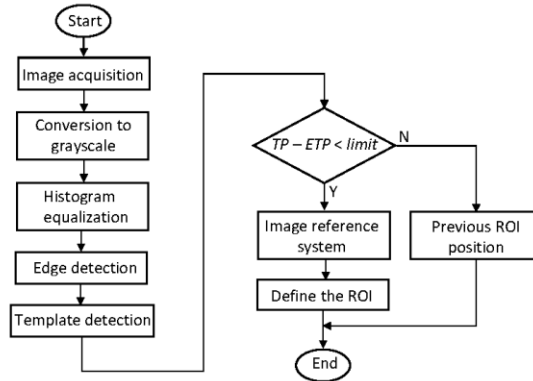 Start
Image acquisition
Conversion to
grayscale
Histogram
equalization
Edge detection
Template detection
TP – ETP < limit
N
Y
Image reference
system
Previous ROI
position
Define the ROI
End